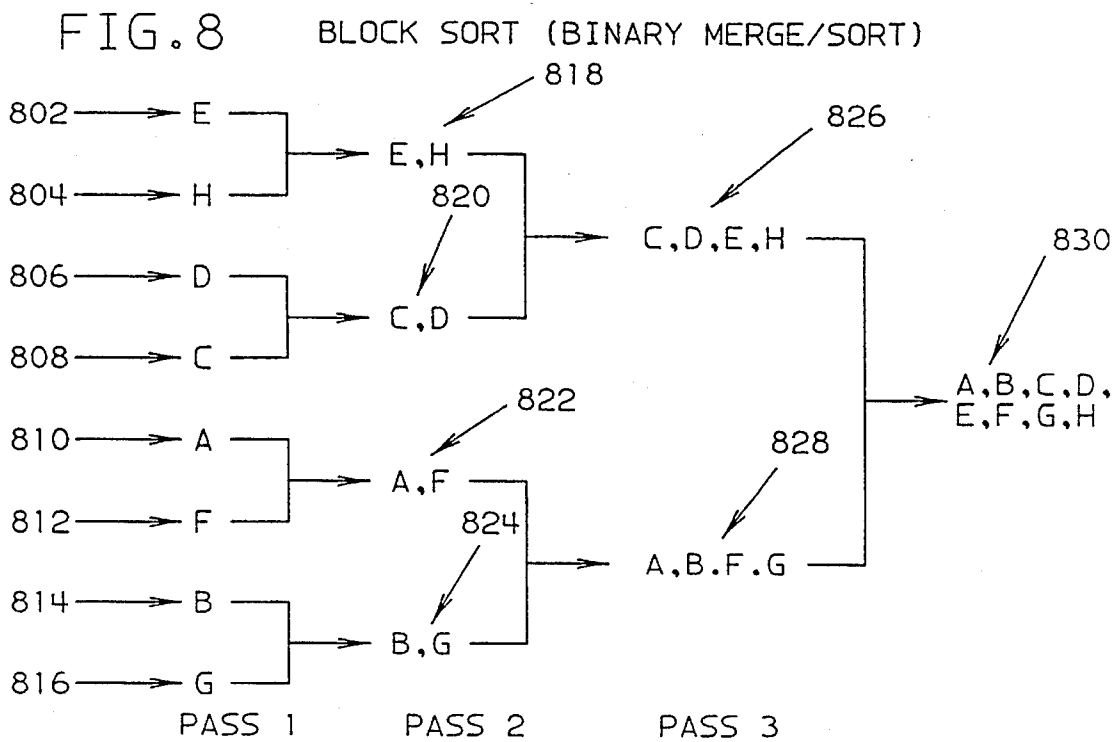 FIG.8 BLOCK SORT (BINARY MERGE/SORT)
818
802 E
826
E,H
804 H
820
C,D,E,H
830
806 D
C,D
808 C
A,B,C,D,
E,F,G,H
822
810 A
828
A,F
812 F
824
A,B.F.G
814 B
B,G
816 G
PASS 1 PASS 2 PASS 3